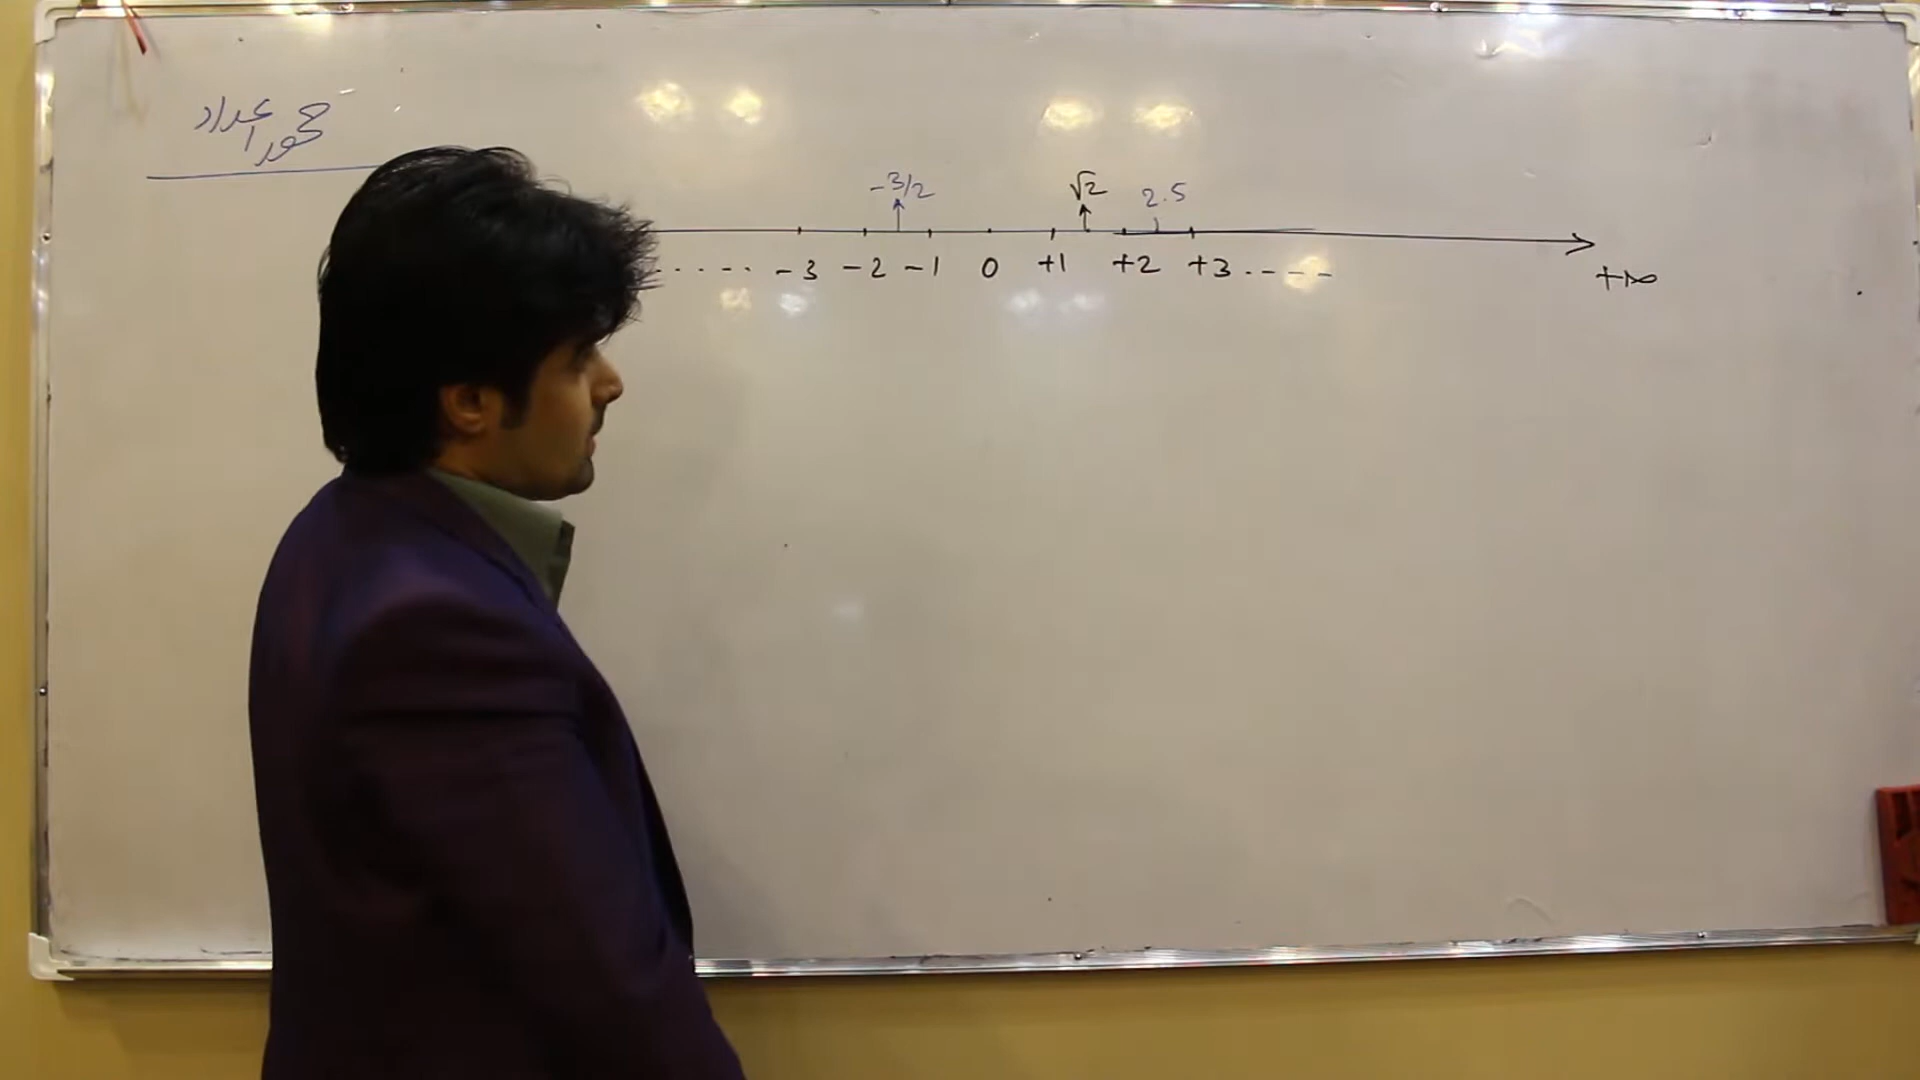 محور اعداد
-3/2 √2 2.5
..... -3 -2 -1 0 +1 +2 +3 ..... +∞